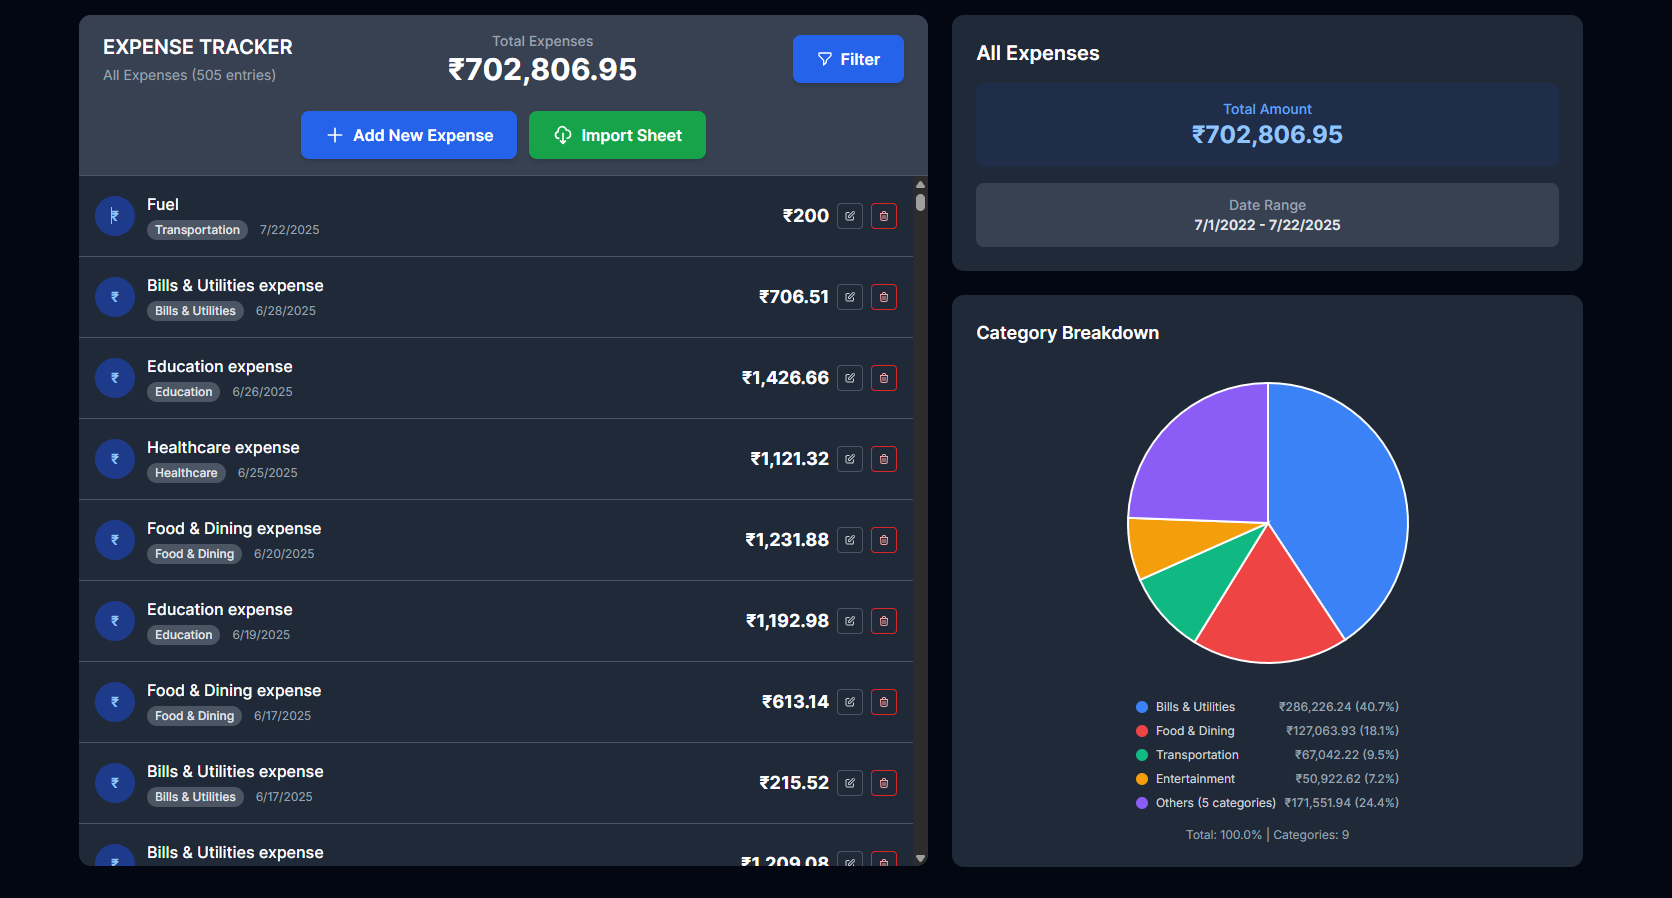 EXPENSE TRACKER
All Expenses (505 entries)
Total Expenses
₹702,806.95
Filter
Add New Expense
Import Sheet
₹
Fuel
Transportation 7/22/2025
₹200
₹
Bills & Utilities expense
Bills & Utilities 6/28/2025
₹706.51
₹
Education expense
Education 6/26/2025
₹1,426.66
₹
Healthcare expense
Healthcare 6/25/2025
₹1,121.32
₹
Food & Dining expense
Food & Dining 6/20/2025
₹1,231.88
₹
Education expense
Education 6/19/2025
₹1,192.98
₹
Food & Dining expense
Food & Dining 6/17/2025
₹613.14
₹
Bills & Utilities expense
Bills & Utilities 6/17/2025
₹215.52
₹
Bills & Utilities expense
₹1,209.08
All Expenses
Total Amount
₹702,806.95
Date Range
7/1/2022 - 7/22/2025
Category Breakdown
Bills & Utilities ₹286,226.24 (40.7%)
Food & Dining ₹127,063.93 (18.1%)
Transportation ₹67,042.22 (9.5%)
Entertainment ₹50,922.62 (7.2%)
Others (5 categories) ₹171,551.94 (24.4%)
Total: 100.0% | Categories: 9